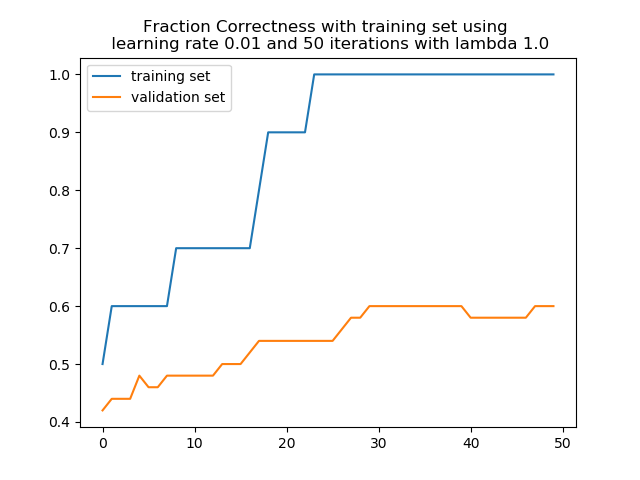 Fraction Correctness with training set using
learning rate 0.01 and 50 iterations with lambda 1.0
training set
validation set
1.0
0.9
0.8
0.7
0.6
0.5
0.4
0 10 20 30 40 50